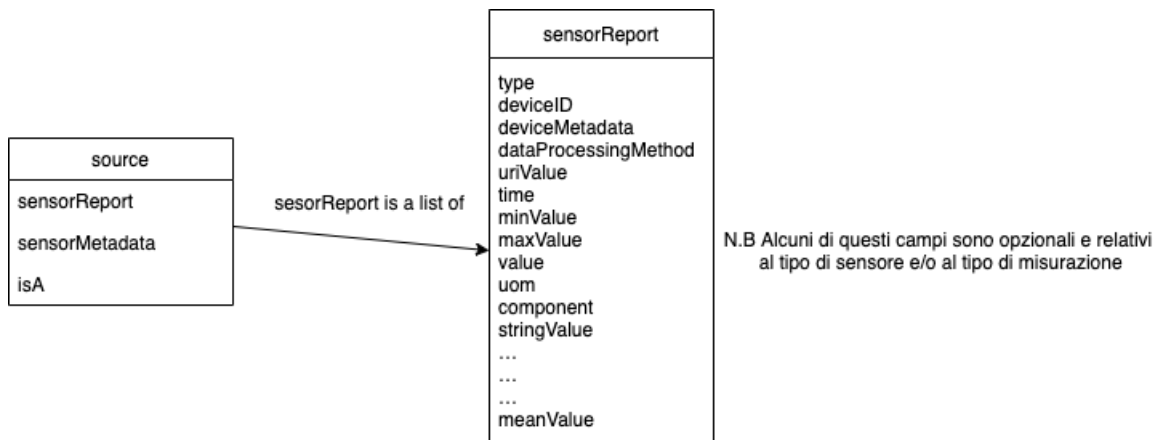 source
sensorReport
sensorMetadata
isA
sesorReport is a list of
sensorReport
type
deviceID
deviceMetadata
dataProcessingMethod
uriValue
time
minValue
maxValue
value
uom
component
stringValue
...
...
...
meanValue
N.B Alcuni di questi campi sono opzionali e relativi
al tipo di sensore e/o al tipo di misurazione